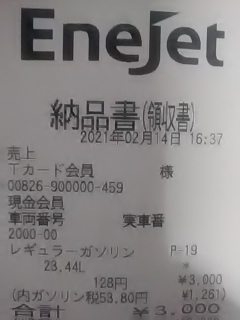 EneJet
納品書(領収書)
2021年02月14日 16:37
売上
Tカード会員 様
00826-900000-459
現金会員
車両番号 実車番
2000-00
レギュラーガソリン P-19
23.44L *
128円 ¥3,000
(内ガソリン税53.80円 ¥1,261)
合計 ¥3,000